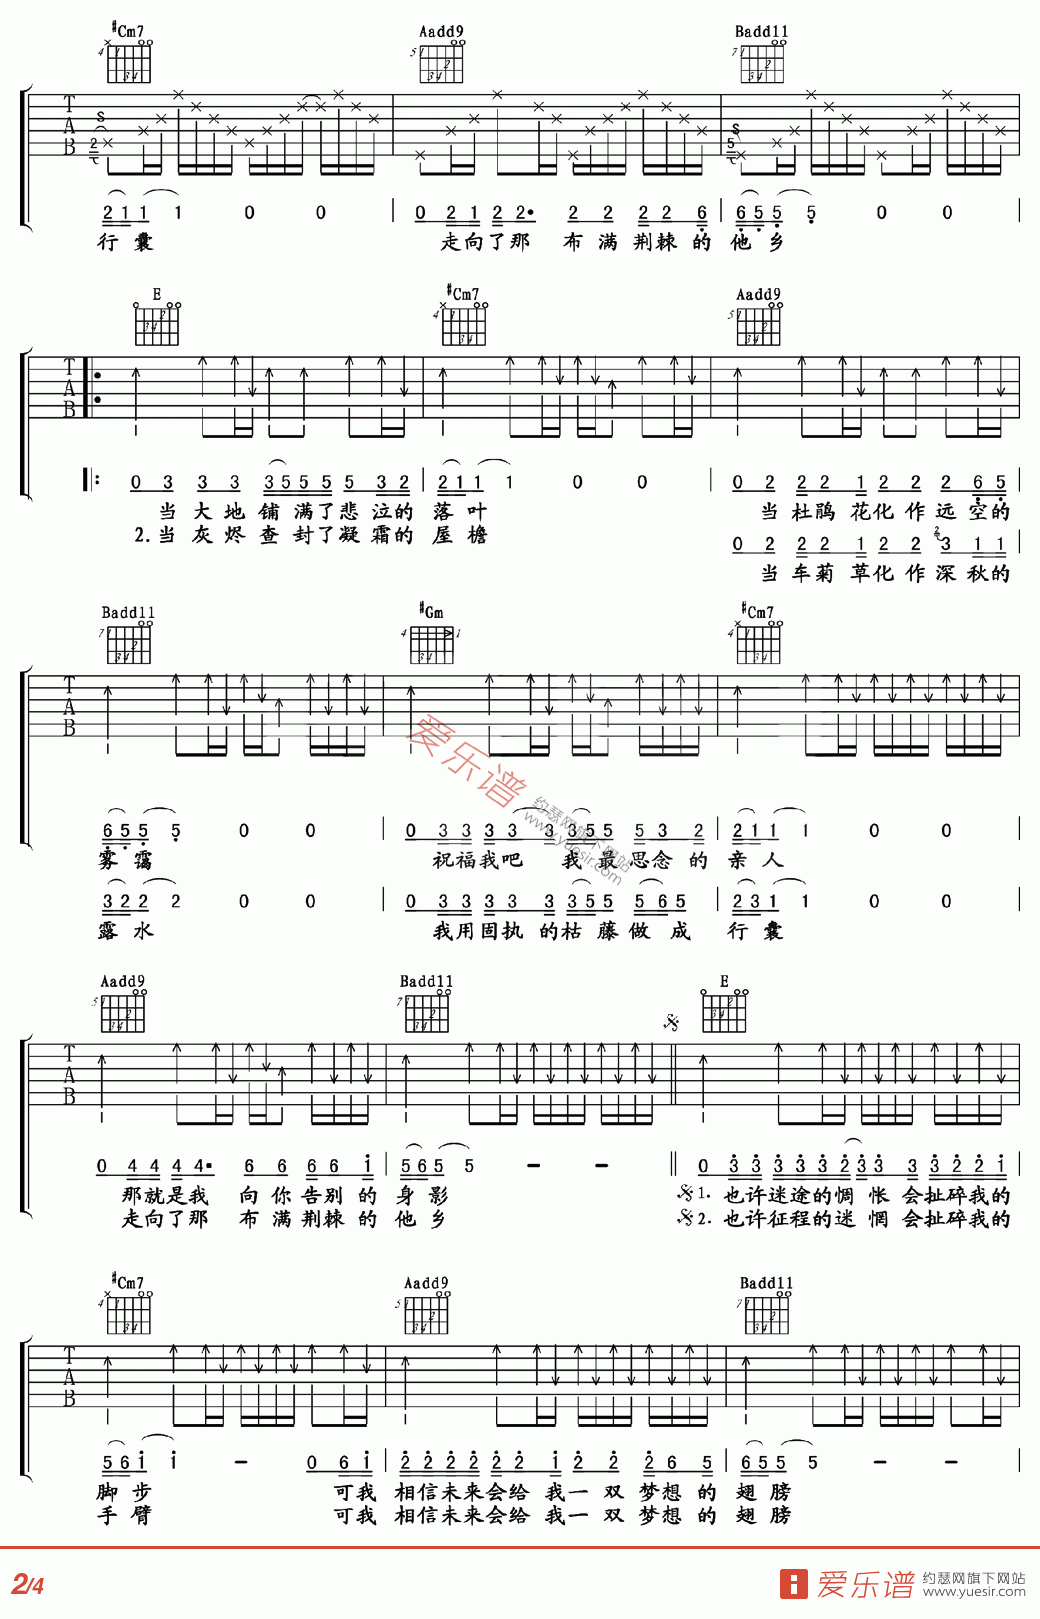 #Cm7 Aadd9 Badd11
T A B
2 1 1 1 0 0 | 0 2 1 2 2• 2 2 2 2 6 | 6 5 5 5 0 0 |
行囊 走向了那 布满荆棘的他乡
E #Cm7 Aadd9
T A B
0 3 3 3 3 3 5 5 5 5 3 2 | 2 1 1 1 0 0 | 0 2 2 2 1 2 2 2 6 5
当大地铺满了悲泣的落叶 当杜鹃花化作远空的
2.当灰烬查封了凝霜的屋檐
0 2 2 2 1 2 2 3 1 1 |
当车菊草化作深秋的
Badd11 #Gm #Cm7
T A B
6 5 5 5 0 0 | 0 3 3 3 3 3 3 5 5 5 3 2 | 2 1 1 1 0 0 |
雾霭 祝福我吧 我最思念的亲人
3 2 2 2 0 0 | 0 3 3 3 3 3 3 5 5 5 6 5 | 2 3 1 1 0 0 |
露水 我用固执的枯藤做成行囊
Aadd9 Badd11 E
T A B
0 4 4 4 4• 6 6 6 6 1 | 5 6 5 5 - - || 0 3 3 3 3 3 2 3 3 3 3 2 2 1
那就是我 向你告别的身影 1. 也许迷途的惆怅会扯碎我的
走向了那 布满荆棘的他乡 2. 也许征程的迷惘会扯碎我的
#Cm7 Aadd9 Badd11
T A B
5 6 1 1 - 0 6 1 | 2 2 2 2 2 2 1 2 2 2 6 5 | 6 5 5 5 - - |
脚步 可我 相信未来会给我一双梦想的翅膀
手臂 可我 相信未来会给我一双梦想的翅膀
爱乐谱
约瑟网旗下网站
www.yuesir.com
2/4
爱乐谱 约瑟网旗下网站
www.yuesir.com